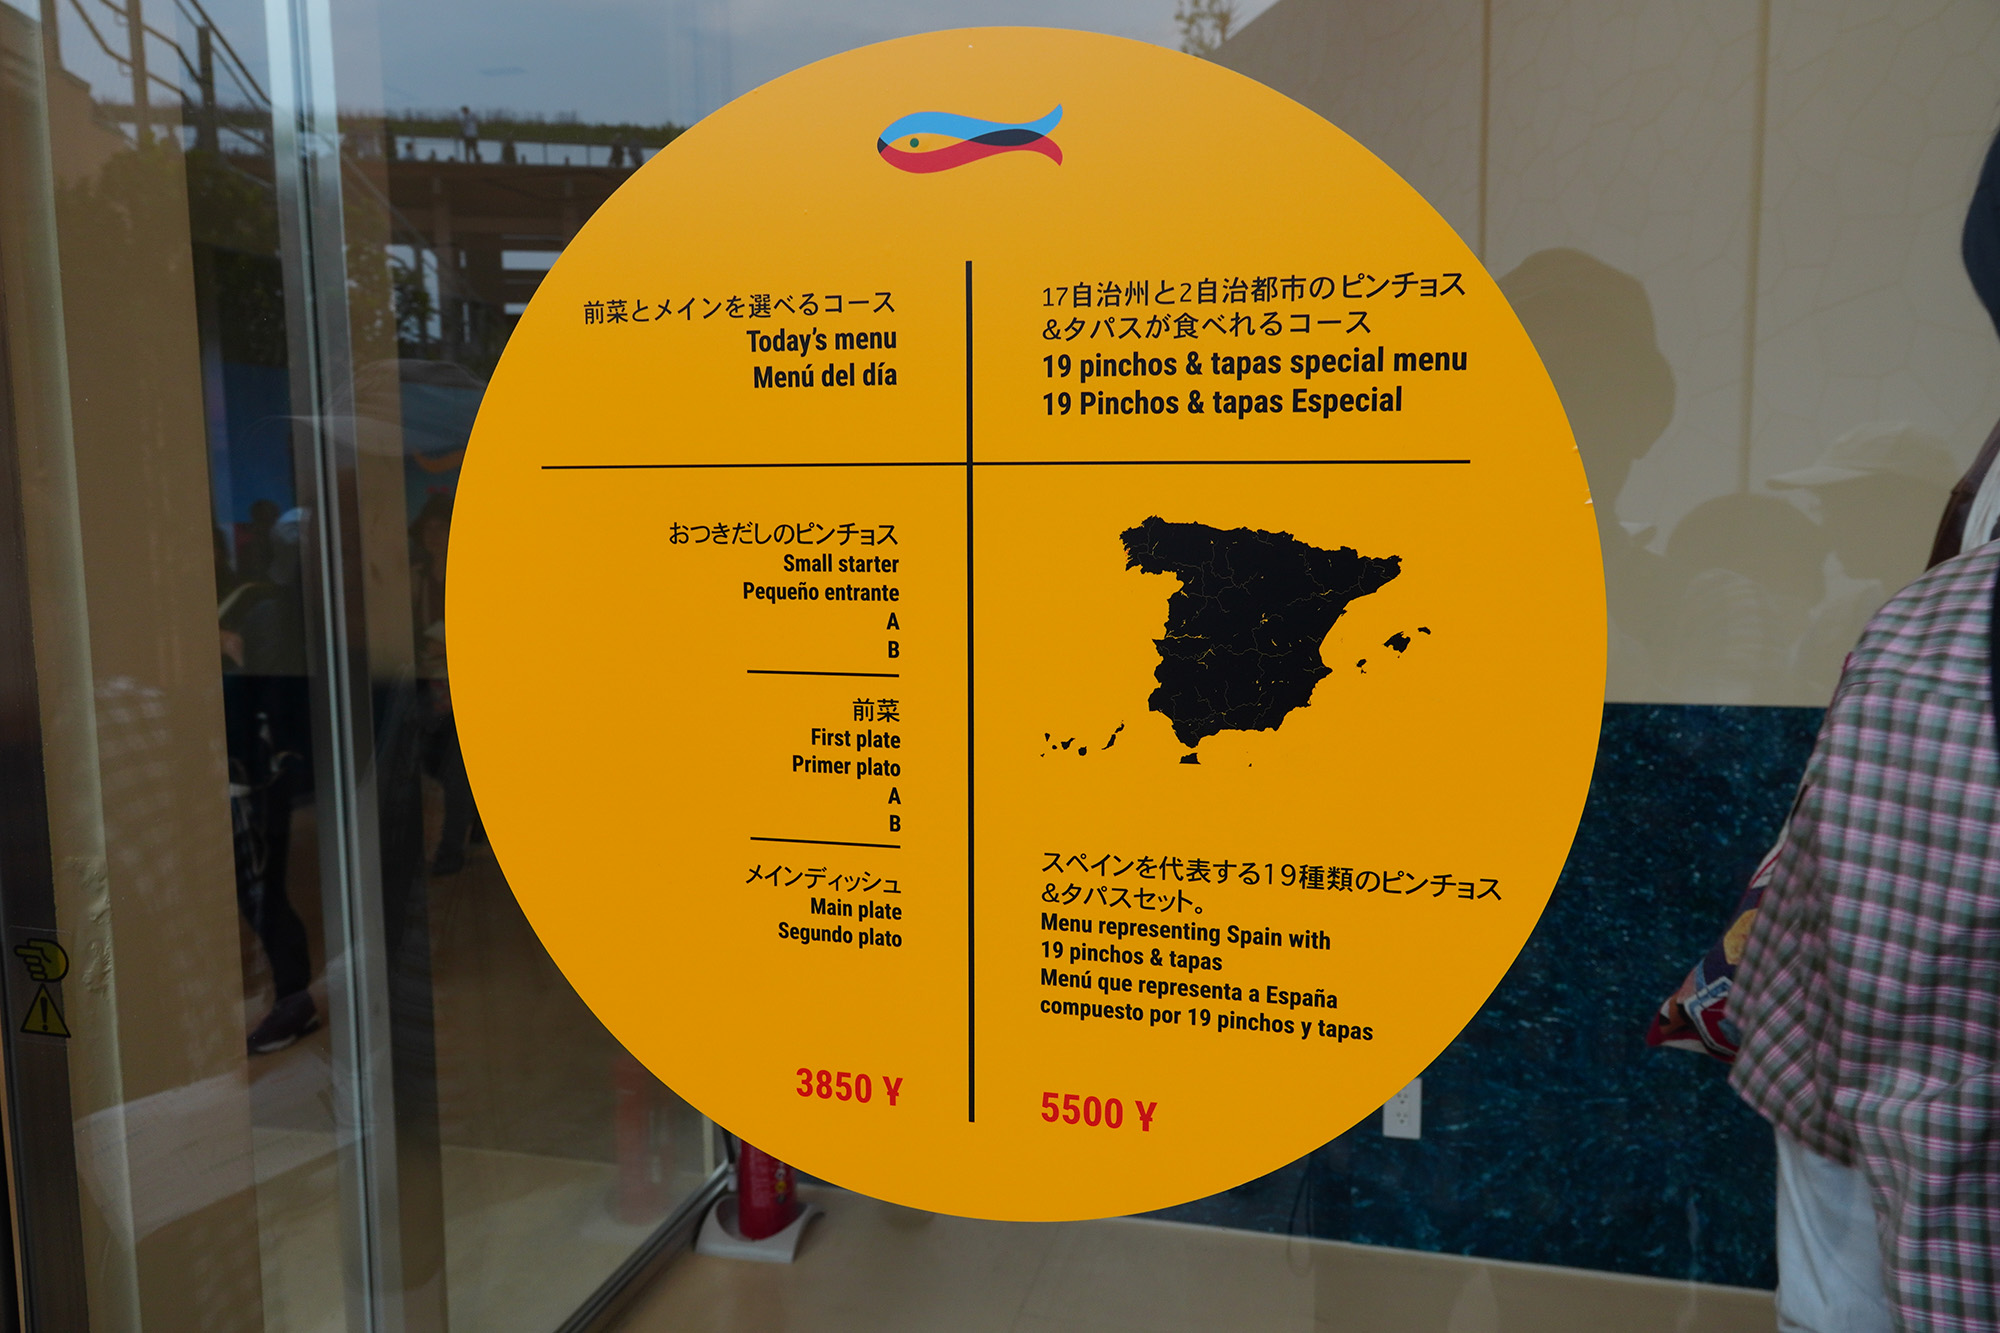 前菜とメインを選べるコース
Today's menu
Menú del día
おつきだしのピンチョス
Small starter
Pequeño entrante
A
B
前菜
First plate
Primer plato
A
B
メインディッシュ
Main plate
Segundo plato
3850 ¥
17自治州と2自治都市のピンチョス
&タパスが食べれるコース
19 pinchos & tapas special menu
19 Pinchos & tapas Especial
スペインを代表する19種類のピンチョス
&タパスセット。
Menu representing Spain with
19 pinchos & tapas
Menú que representa a España
compuesto por 19 pinchos y tapas
5500 ¥